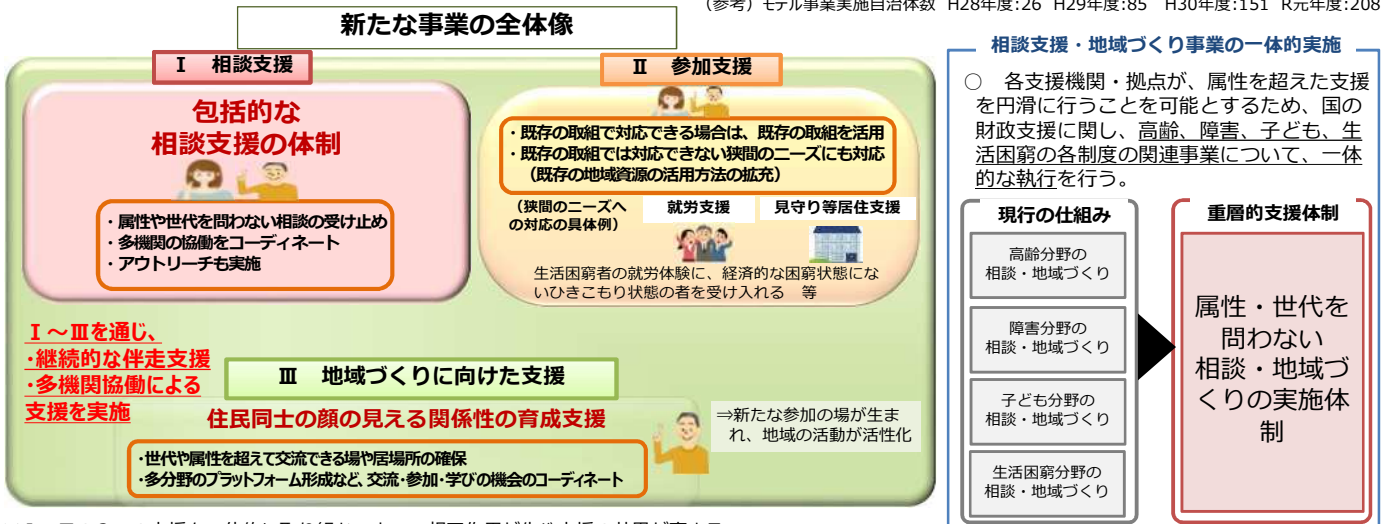 (参考)モデル事業実施自治体数 H28年度:26 H29年度:85 H30年度:151 R元年度:208
新たな事業の全体像
Ⅰ 相談支援
包括的な
相談支援の体制
・属性や世代を問わない相談の受け止め
・多機関の協働をコーディネート
・アウトリーチも実施
Ⅱ 参加支援
・既存の取組で対応できる場合は、既存の取組を活用
・既存の取組では対応できない狭間のニーズにも対応
(既存の地域資源の活用方法の拡充)
(狭間のニーズへ
の対応の具体例)
就労支援
見守り等居住支援
生活困窮者の就労体験に、経済的な困窮状態にな
いひきこもり状態の者を受け入れる 等
Ⅰ~Ⅲを通じ、
・継続的な伴走支援
・多機関協働による
支援を実施
Ⅲ 地域づくりに向けた支援
住民同士の顔の見える関係性の育成支援
・世代や属性を超えて交流できる場や居場所の確保
・多分野のプラットフォーム形成など、交流・参加・学びの機会のコーディネート
⇒新たな参加の場が生ま
れ、地域の活動が活性化
相談支援・地域づくり事業の一体的実施
○ 各支援機関・拠点が、属性を超えた支援
を円滑に行うことを可能とするため、国の
財政支援に関し、高齢、障害、子ども、生
活困窮の各制度の関連事業について、一体
的な執行を行う。
現行の仕組み
高齢分野の
相談・地域づくり
障害分野の
相談・地域づくり
子ども分野の
相談・地域づくり
生活困窮分野の
相談・地域づくり
重層的支援体制
属性・世代を
問わない
相談・地域づ
くりの実施体
制